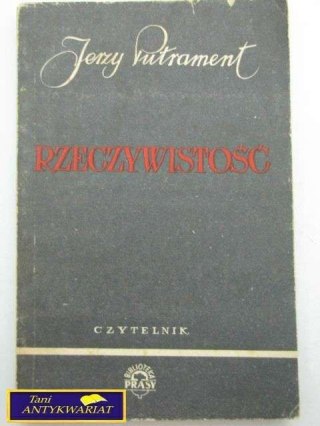 Jerzy Putrament
RZECZYWISTOŚĆ
CZYTELNIK
BIBLIOTEKA
PRASY
Tani
ANTYKWARIAT